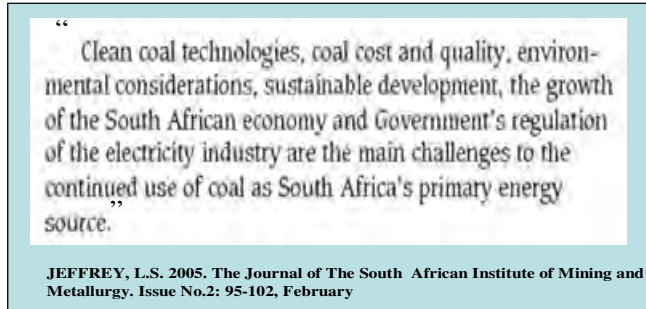 “
Clean coal technologies, coal cost and quality, environ-
mental considerations, sustainable development, the growth
of the South African economy and Government's regulation
of the electricity industry are the main challenges to the
continued use of coal as South Africa's primary energy
source.”
JEFFREY, L.S. 2005. The Journal of The South African Institute of Mining and
Metallurgy. Issue No.2: 95-102, February